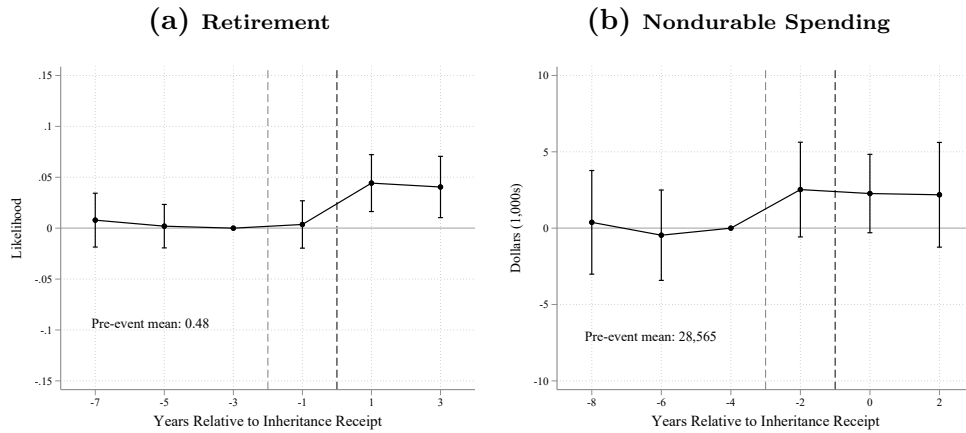 (a) Retirement
.15
.1
.05
0
-.05
-.1
-.15
Likelihood
Pre-event mean: 0.48
-7 -5 -3 -1 1 3
Years Relative to Inheritance Receipt
(b) Nondurable Spending
10
5
0
-5
-10
Dollars (1,000s)
Pre-event mean: 28,565
-8 -6 -4 -2 0 2
Years Relative to Inheritance Receipt